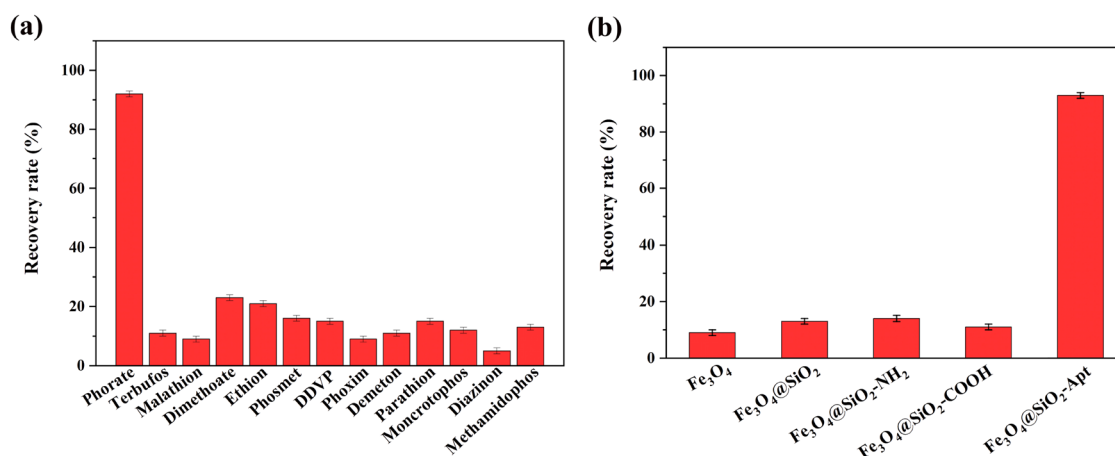 (a)
Recovery rate (%)
100
80
60
40
20
0
Phorate
Terbufos
Malathion
Dimethoate
Ethion
Phosmet
DDVP
Phoxim
Demeton
Parathion
Moncrotophos
Diazinon
Methamidophos
(b)
Recovery rate (%)
100
80
60
40
20
0
Fe₃O₄
Fe₃O₄@SiO₂
Fe₃O₄@SiO₂-NH₂
Fe₃O₄@SiO₂-COOH
Fe₃O₄@SiO₂-Apt